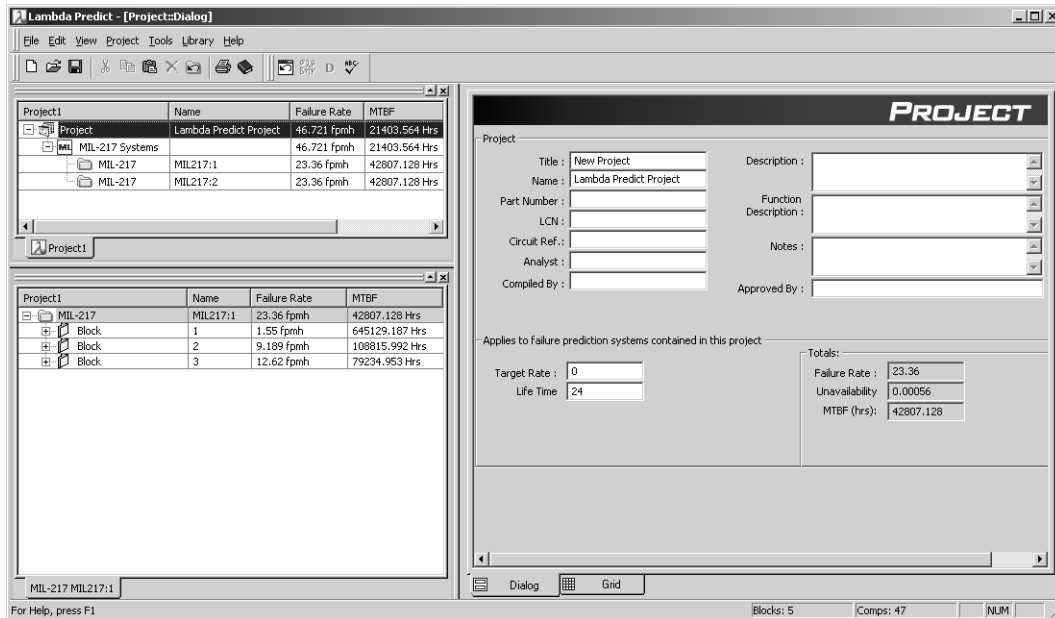 Lambda Predict - [Project::Dialog]
File Edit View Project Tools Library Help
Project1 Name Failure Rate MTBF
Project Lambda Predict Project 46.721 fpmh 21403.564 Hrs
ML MIL-217 Systems 46.721 fpmh 21403.564 Hrs
MIL-217 MIL217:1 23.36 fpmh 42807.128 Hrs
MIL-217 MIL217:2 23.36 fpmh 42807.128 Hrs
Project1
Project1 Name Failure Rate MTBF
MIL-217 MIL217:1 23.36 fpmh 42807.128 Hrs
Block 1 1.55 fpmh 645129.187 Hrs
Block 2 9.189 fpmh 108815.992 Hrs
Block 3 12.62 fpmh 79234.953 Hrs
MIL-217 MIL217:1
PROJECT
Project
Title : New Project
Name : Lambda Predict Project
Part Number :
LCN :
Circuit Ref.:
Analyst :
Compiled By :
Description :
Function
Description :
Notes :
Approved By :
Applies to failure prediction systems contained in this project
Target Rate : 0
Life Time 24
Totals:
Failure Rate : 23.36
Unavailability 0.00056
MTBF (hrs): 42807.128
Dialog Grid
For Help, press F1 Blocks: 5 Comps: 47 NUM